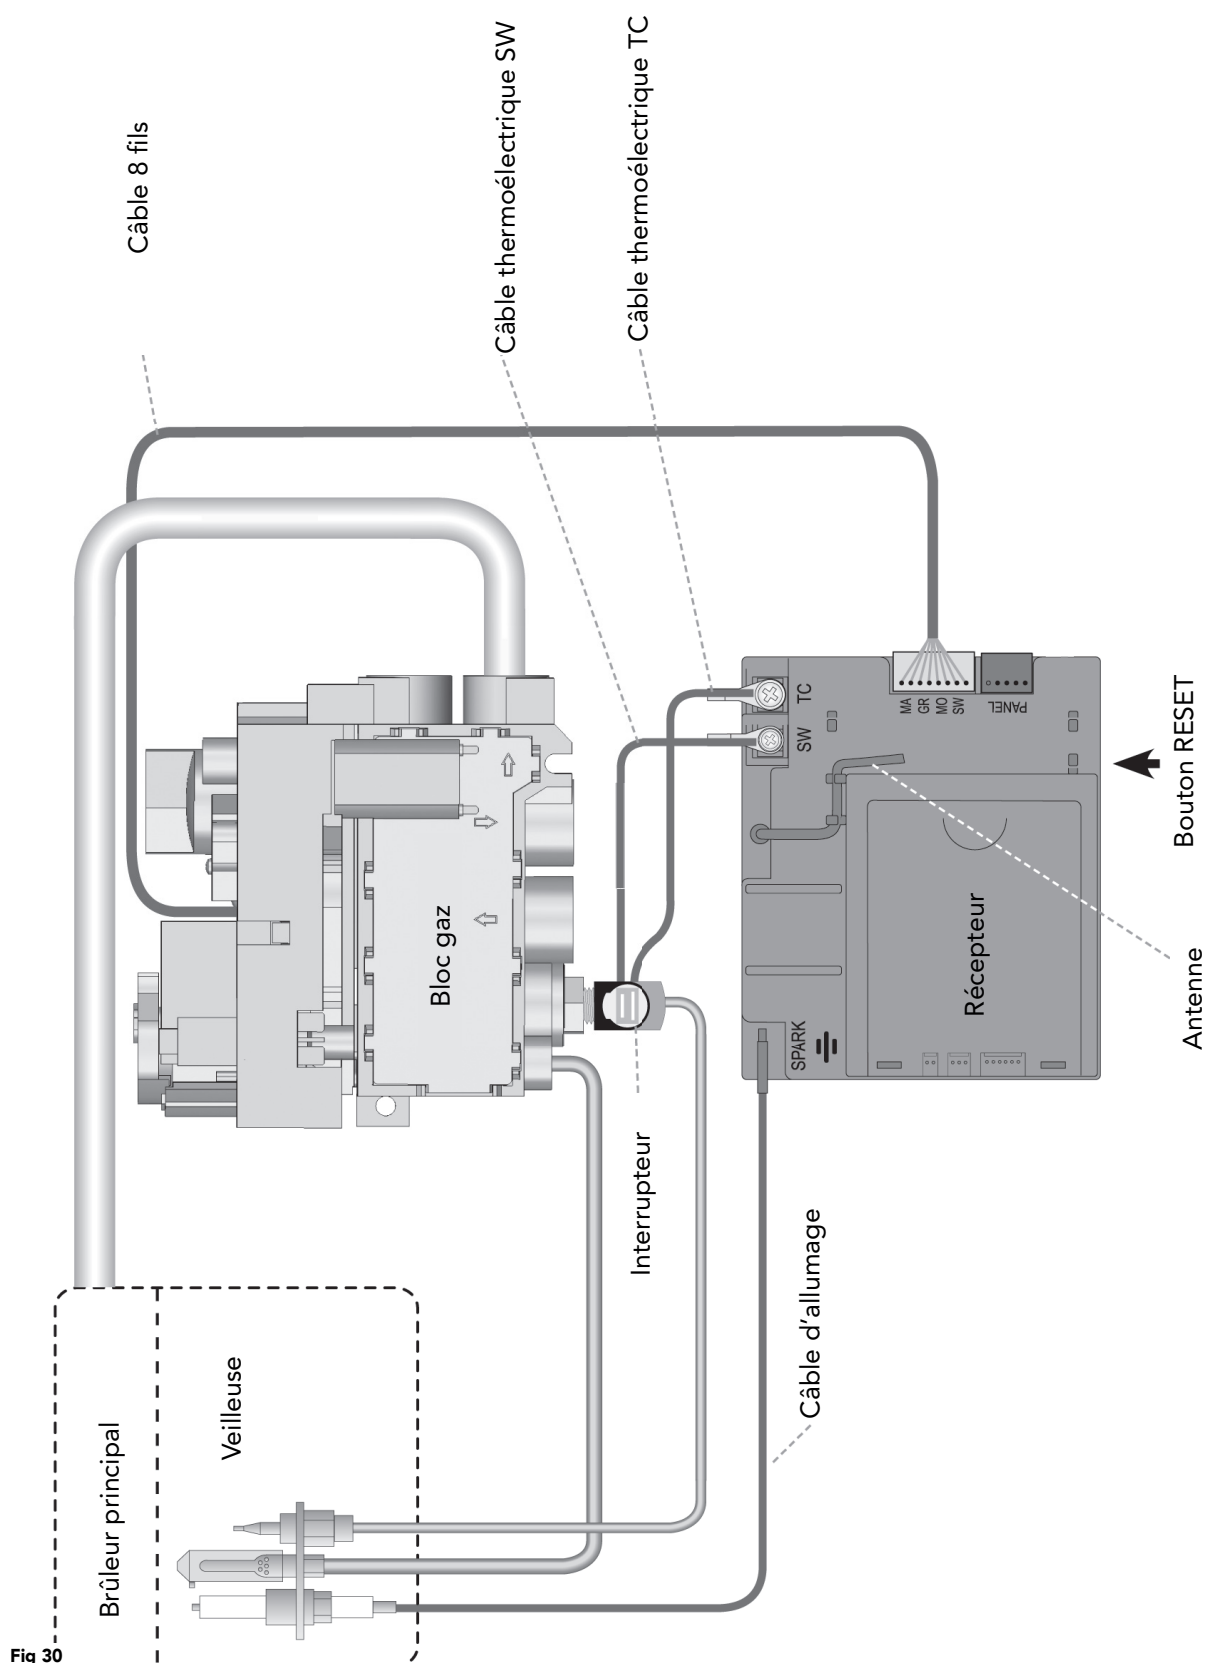 Câble 8 fils
Câble thermoélectrique SW
Câble thermoélectrique TC
Bloc gaz
TC
SW
MA
GR
MO
SW
PANEL
Bouton RESET
Récepteur
SPARK
Antenne
Interrupteur
Câble d'allumage
Veilleuse
Brûleur principal
Fig 30